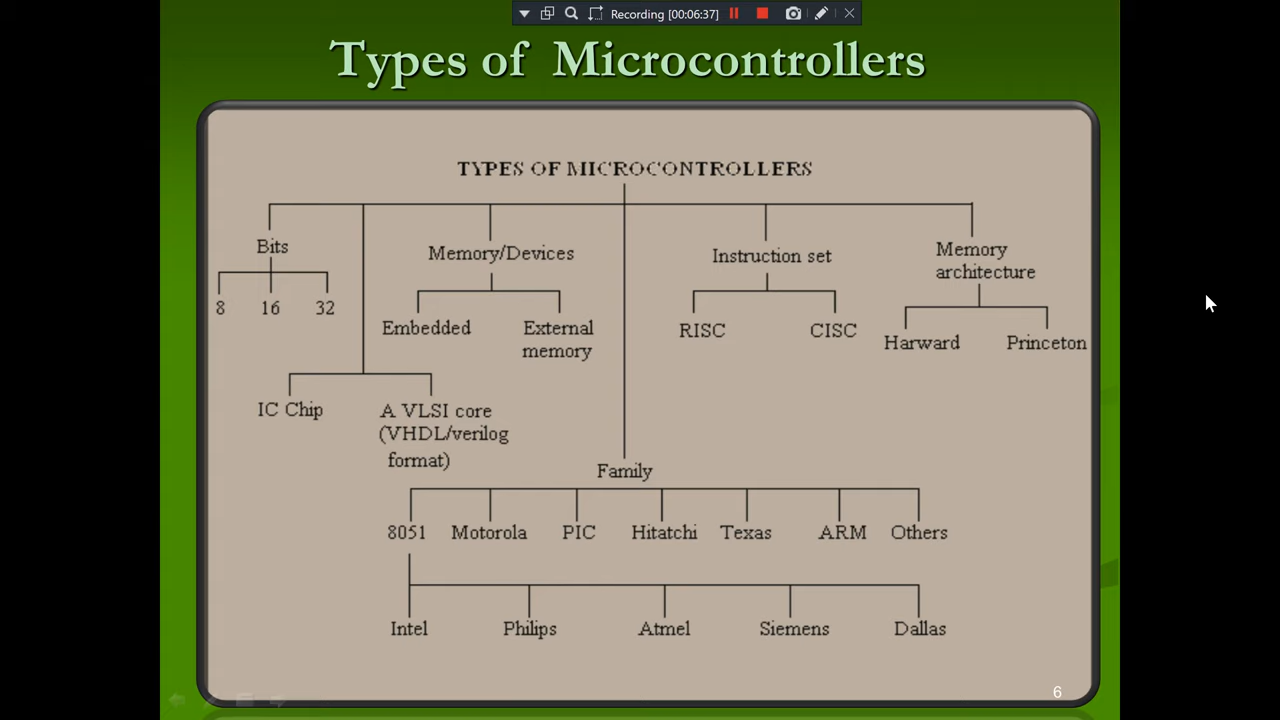 Recording [00:06:37]
Types of Microcontrollers
TYPES OF MICROCONTROLLERS
Bits
8 16 32
Memory/Devices
Embedded
External
memory
Instruction set
RISC CISC
Memory
architecture
Harward Princeton
IC Chip
A VLSI core
(VHDL/verilog
format)
Family
8051 Motorola PIC Hitatchi Texas ARM Others
Intel Philips Atmel Siemens Dallas
6